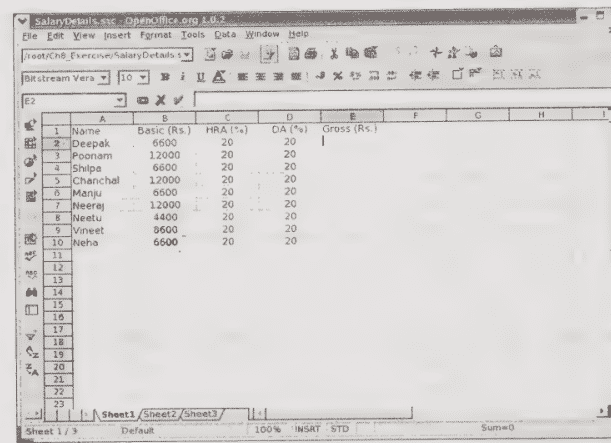 SalaryDetails.sxc - OpenOffice.org 1.0.2
File Edit View Insert Format Tools Data Window Help
/root/Ch8_Exercise/SalaryDetails.s
Bitstream Vera 10 B i U A
E2
A B C D E F G H I
1 Name Basic (Rs.) HRA (%) DA (%) Gross (Rs.)
2 Deepak 6600 20 20
3 Poonam 12000 20 20
4 Shilpa 6600 20 20
5 Chanchal 12000 20 20
6 Manju 6600 20 20
7 Neeraj 12000 20 20
8 Neetu 4400 20 20
9 Vineet 8600 20 20
10 Neha 6600 20 20
11
12
13
14
15
16
17
18
19
20
21
22
23
Sheet1 Sheet2 Sheet3
Sheet 1 / 3 Default 100% INSRT STD Sum=0